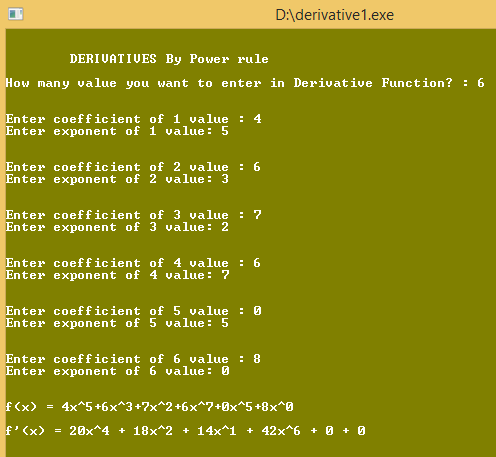 D:\derivative1.exe
DERIVATIVES By Power rule
How many value you want to enter in Derivative Function? : 6
Enter coefficient of 1 value : 4
Enter exponent of 1 value: 5
Enter coefficient of 2 value : 6
Enter exponent of 2 value: 3
Enter coefficient of 3 value : 7
Enter exponent of 3 value: 2
Enter coefficient of 4 value : 6
Enter exponent of 4 value: 7
Enter coefficient of 5 value : 0
Enter exponent of 5 value: 5
Enter coefficient of 6 value : 8
Enter exponent of 6 value: 0
f(x) = 4x^5+6x^3+7x^2+6x^7+0x^5+8x^0
f'(x) = 20x^4 + 18x^2 + 14x^1 + 42x^6 + 0 + 0